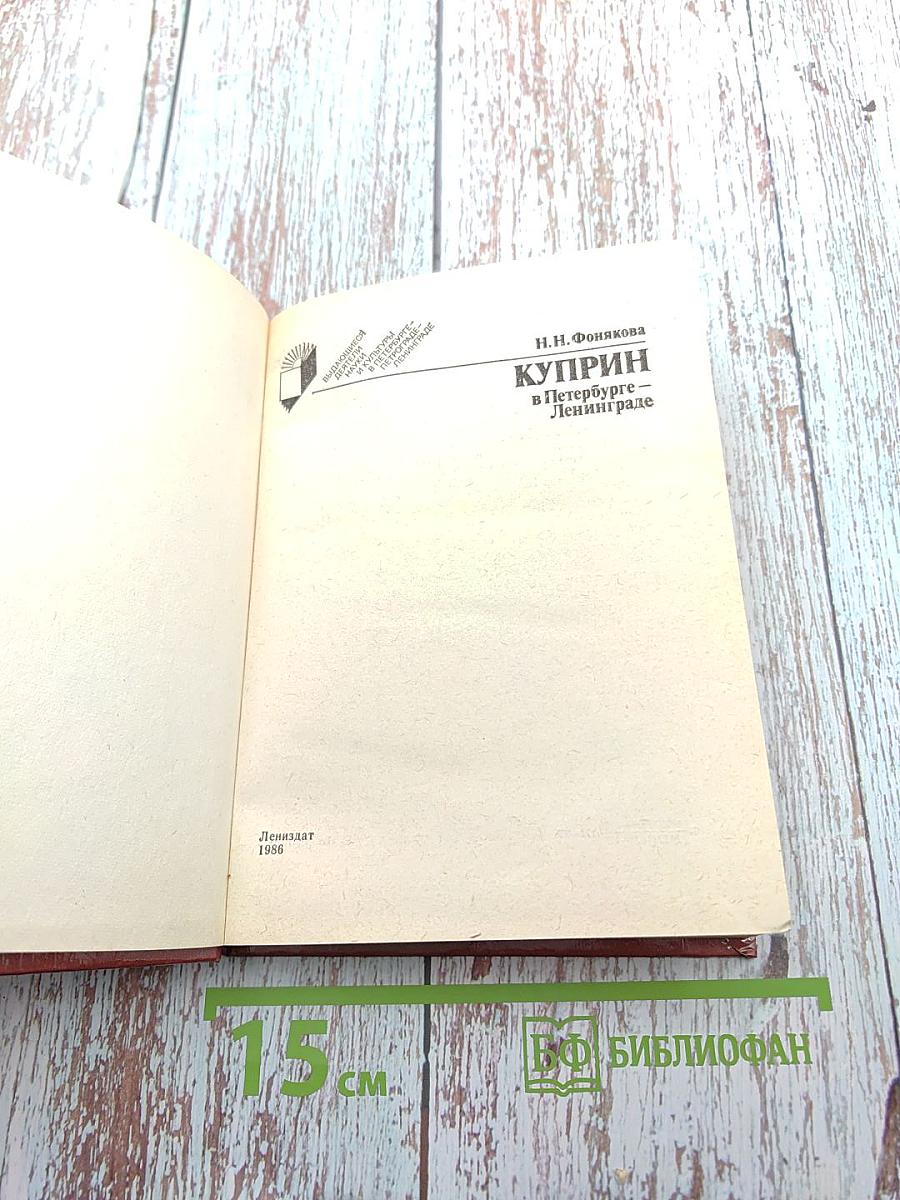 ВЫДАЮЩИЕСЯ
ДЕЯТЕЛИ
НАУКИ
И КУЛЬТУРЫ
В ПЕТЕРБУРГЕ–
ПЕТРОГРАДЕ–
ЛЕНИНГРАДЕ
Н.Н.Фонякова
КУПРИН
в Петербурге –
Ленинграде
Лениздат
1986
15 см
БФ БИБЛИОФАН